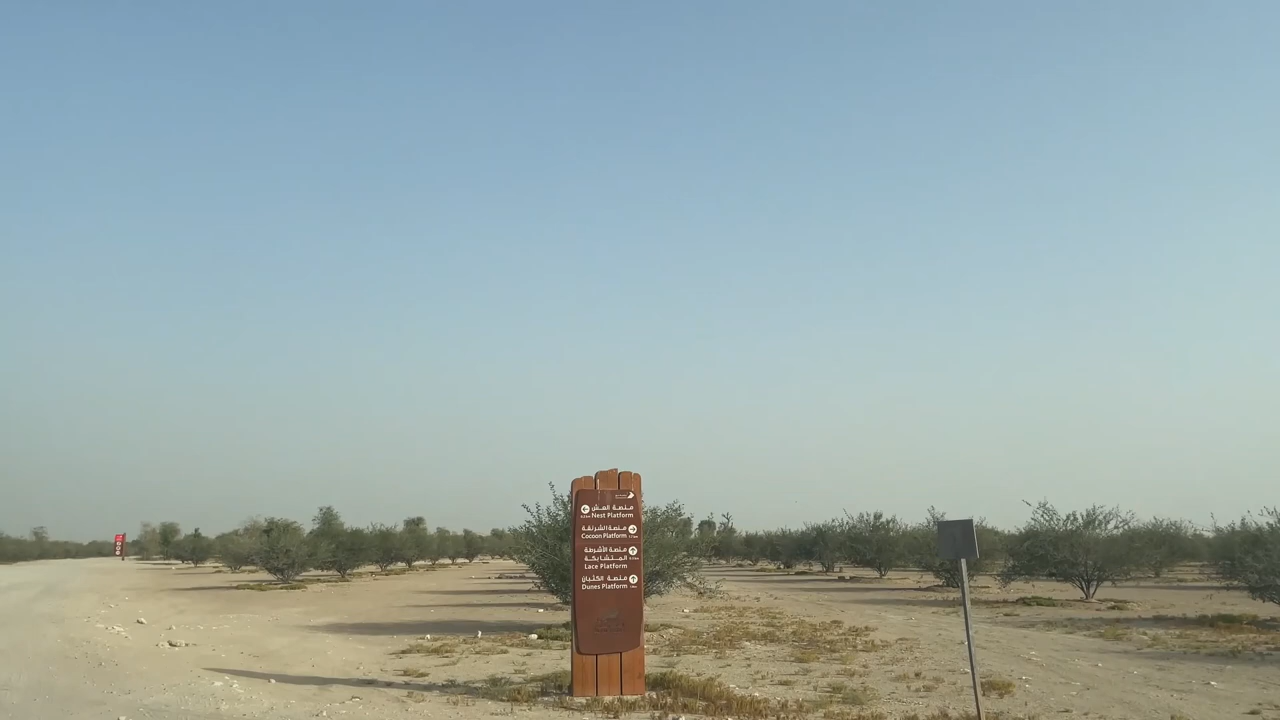 منصة العش
Nest Platform
منصة الشرنقة
Cocoon Platform
منصة الأشرطة
المتشابكة
Lace Platform
منصة الكثبان
Dunes Platform